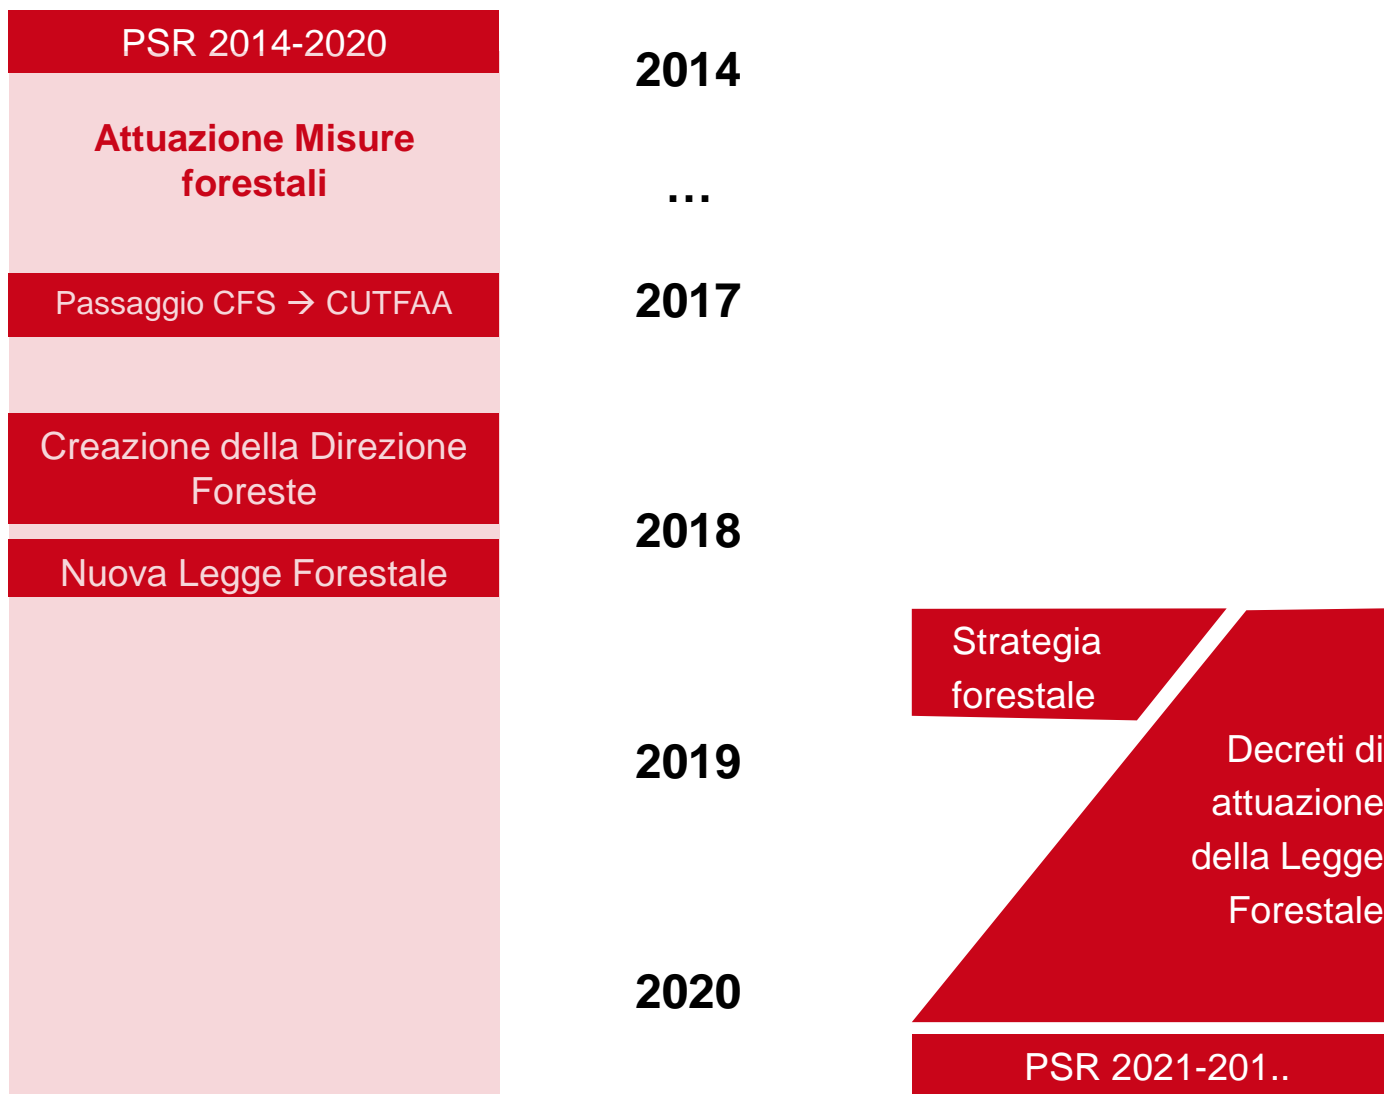 PSR 2014-2020
Attuazione Misure
forestali
Passaggio CFS → CUTFAA
Creazione della Direzione
Foreste
Nuova Legge Forestale
2014
…
2017
2018
2019
2020
Strategia
forestale
Decreti di
attuazione
della Legge
Forestale
PSR 2021-201..